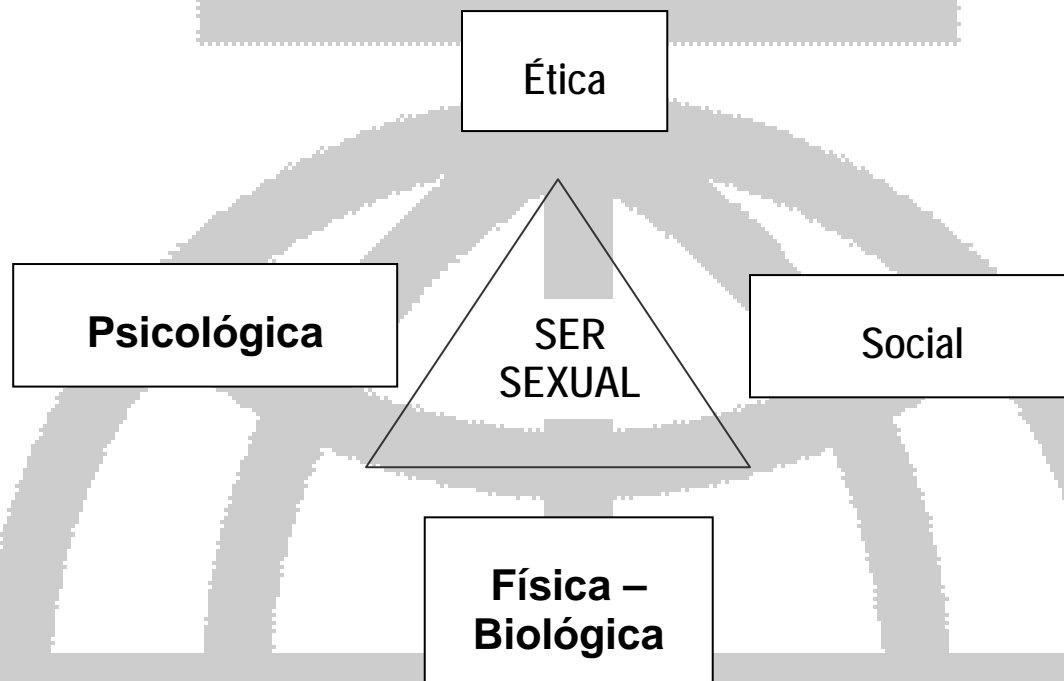 Ética
Psicológica
SER
SEXUAL
Social
Física –
Biológica